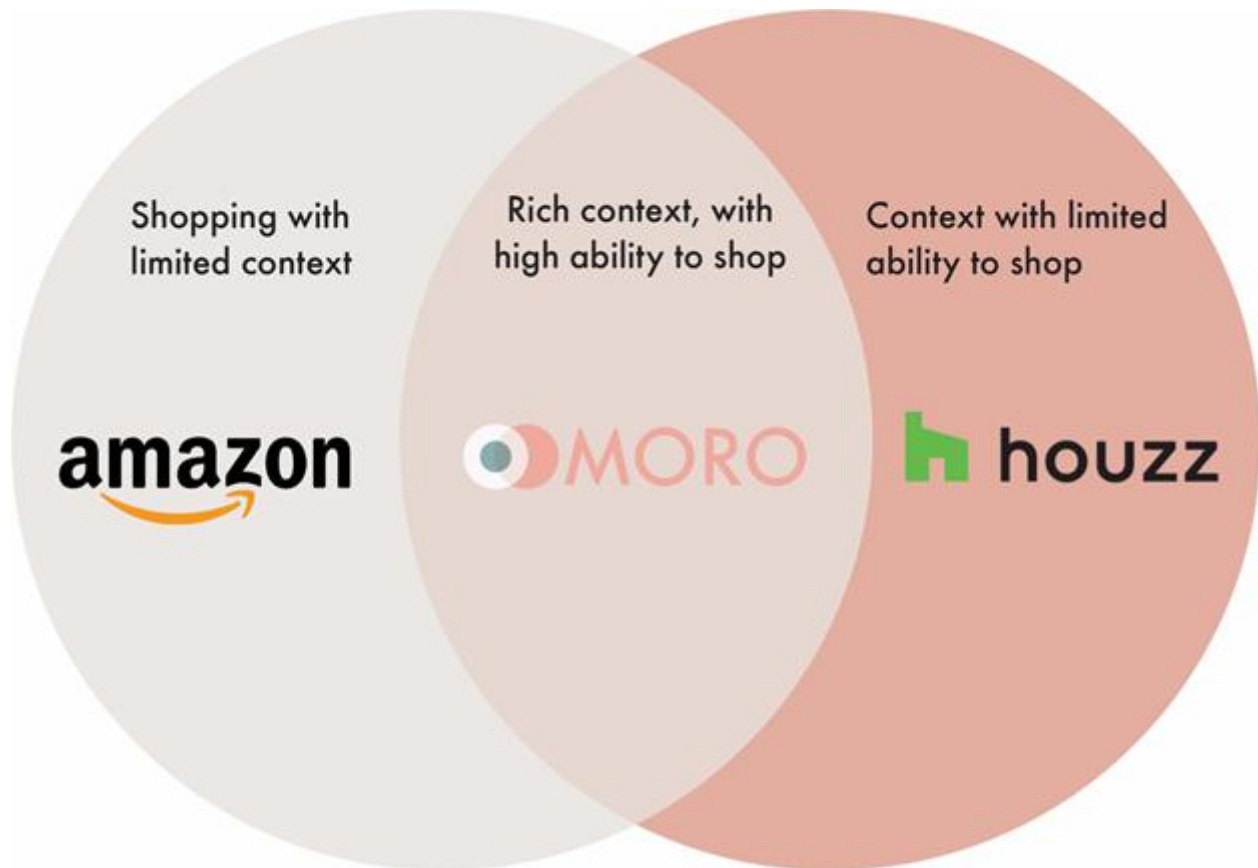 Shopping with
limited context
Rich context, with
high ability to shop
Context with limited
ability to shop
amazon
MORO
houzz